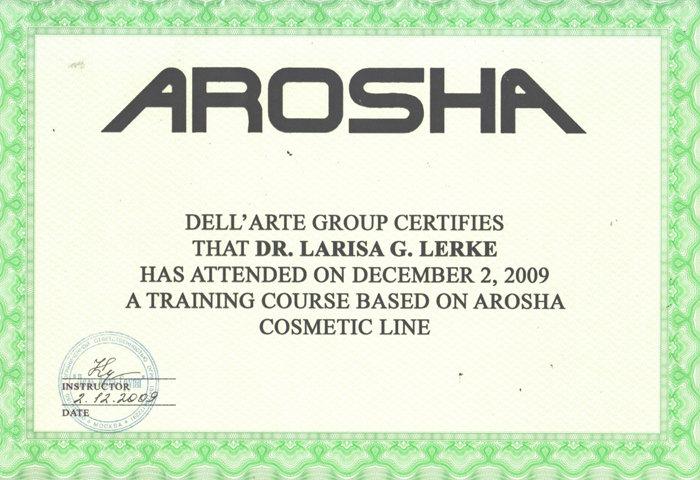 AROSHA
DELL'ARTE GROUP CERTIFIES
THAT DR. LARISA G. LERKE
HAS ATTENDED ON DECEMBER 2, 2009
A TRAINING COURSE BASED ON AROSHA
COSMETIC LINE
INSTRUCTOR
2.12.2009
DATE
МОСКВА